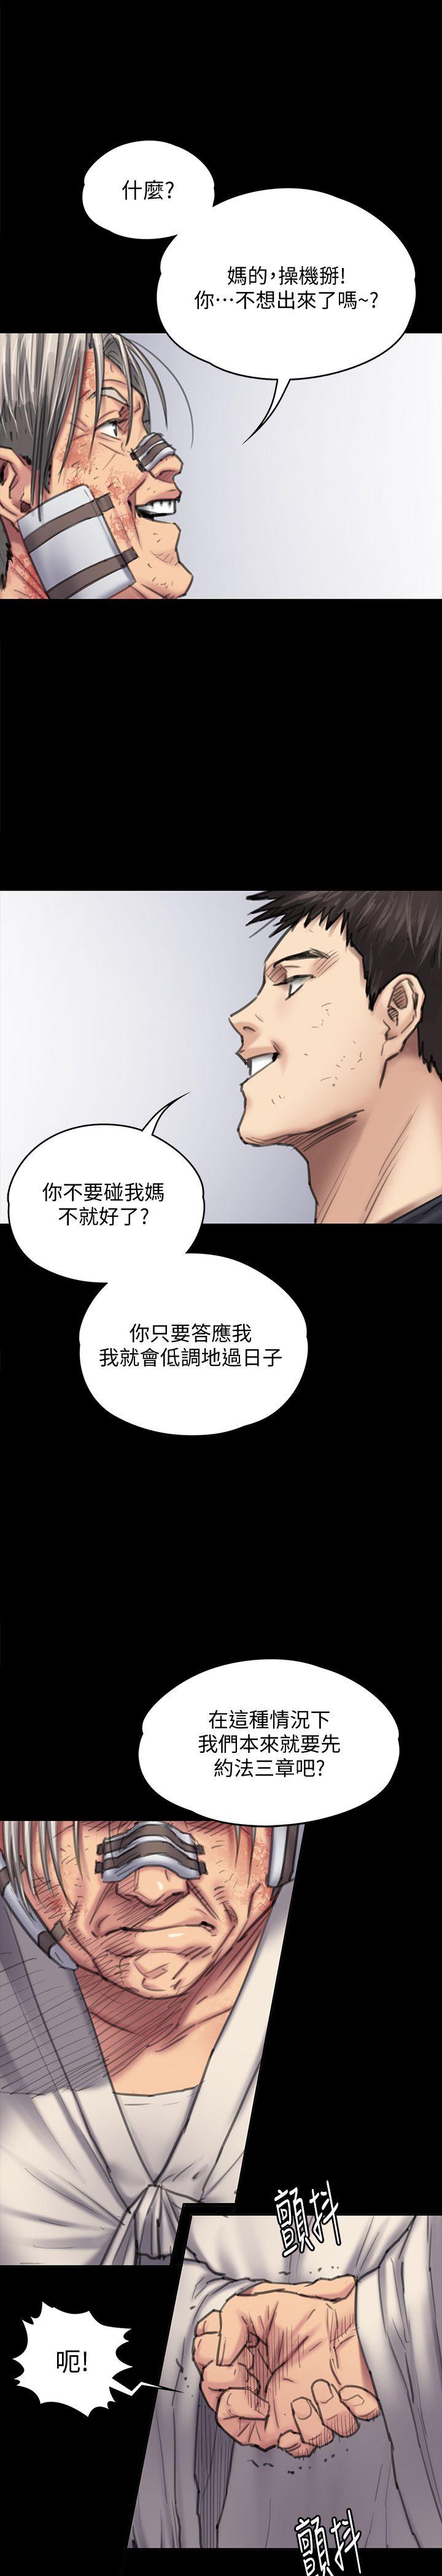 什麼?
媽的，操機掰!
你⋯不想出來了嗎~?
你不要碰我媽
不就好了?
你只要答應我
我就會低調地過日子
在這種情況下
我們本來就要先
約法三章吧?
顫抖
呃!
顫抖